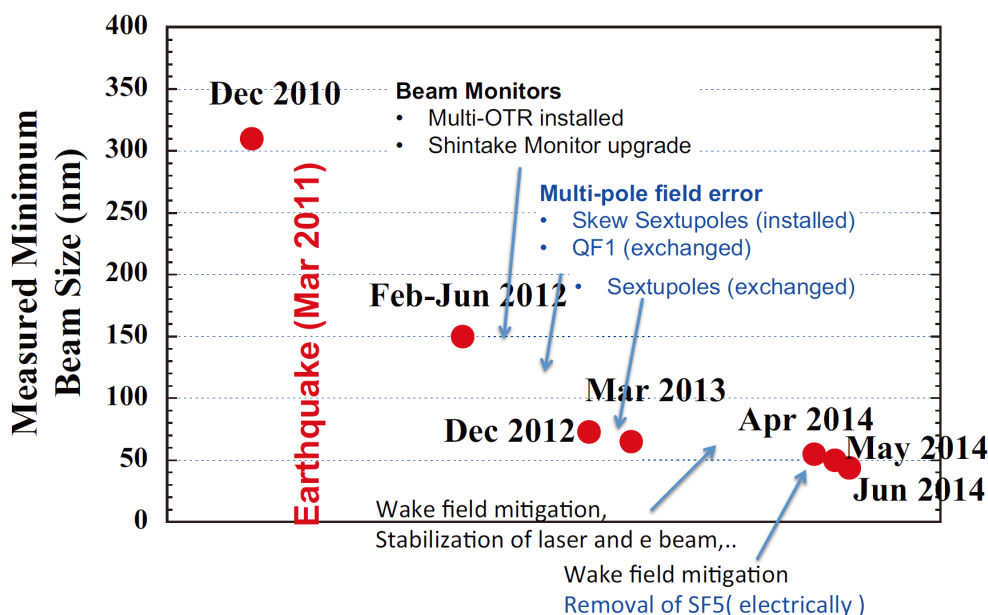 400
350
300
250
200
150
100
50
0
Measured Minimum
Beam Size (nm)
Dec 2010
Earthquake (Mar 2011)
Beam Monitors
• Multi-OTR installed
• Shintake Monitor upgrade
Multi-pole field error
• Skew Sextupoles (installed)
• QF1 (exchanged)
• Sextupoles (exchanged)
Feb-Jun 2012
Dec 2012
Mar 2013
Apr 2014
May 2014
Jun 2014
Wake field mitigation,
Stabilization of laser and e beam,..
Wake field mitigation
Removal of SF5( electrically )